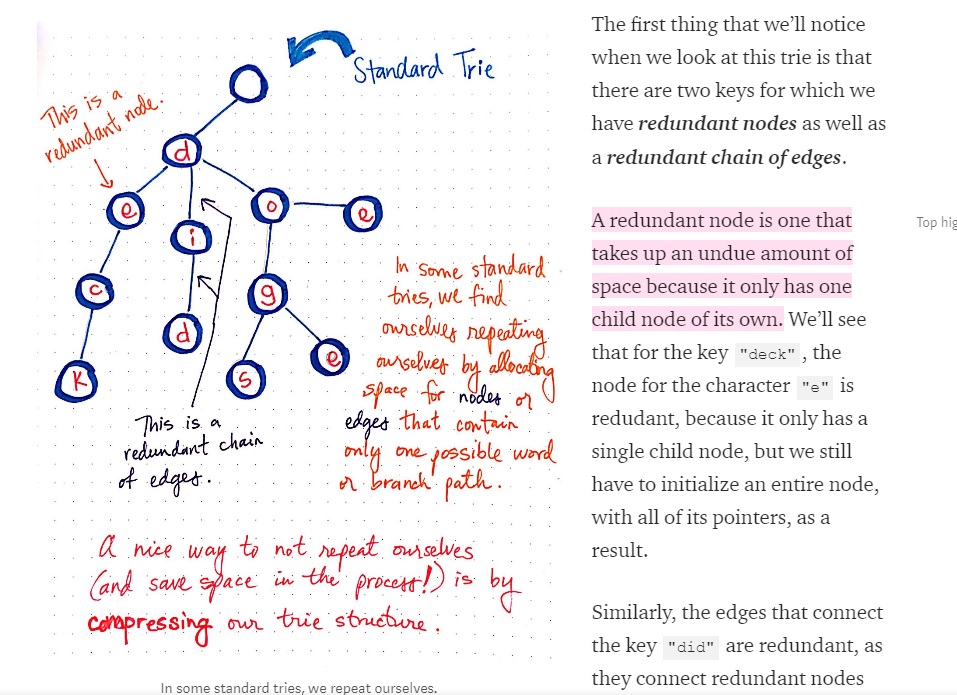 Standard Trie
This is a
redundant node.
d
e
i
o
e
c
g
d
k
s
e
This is a
redundant chain
of edges.
In some standard
tries, we find
ourselves repeating
ourselves by allocating
space for nodes or
edges that contain
only one possible word
or branch path.
A nice way to not repeat ourselves
(and save space in the process!) is by
compressing our trie structure.
In some standard tries, we repeat ourselves.
The first thing that we’ll notice
when we look at this trie is that
there are two keys for which we
have redundant nodes as well as
a redundant chain of edges.
A redundant node is one that
takes up an undue amount of
space because it only has one
child node of its own. We’ll see
that for the key "deck" , the
node for the character "e" is
redudant, because it only has a
single child node, but we still
have to initialize an entire node,
with all of its pointers, as a
result.
Similarly, the edges that connect
the key "did" are redundant, as
they connect redundant nodes
Top hig